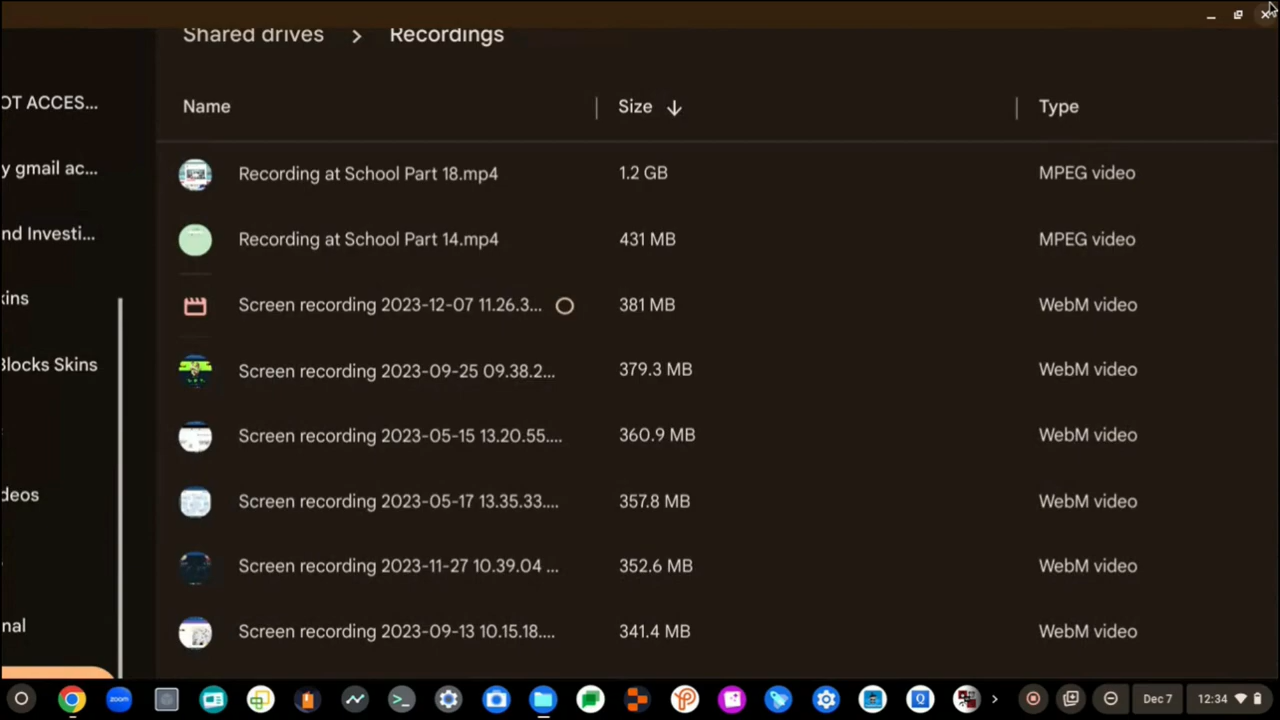 Shared drives > Recordings
OT ACCES...
y gmail ac...
nd Investi...
kins
Blocks Skins
deos
nal
Name Size Type
Recording at School Part 18.mp4 1.2 GB MPEG video
Recording at School Part 14.mp4 431 MB MPEG video
Screen recording 2023-12-07 11.26.3... 381 MB WebM video
Screen recording 2023-09-25 09.38.2... 379.3 MB WebM video
Screen recording 2023-05-15 13.20.55.... 360.9 MB WebM video
Screen recording 2023-05-17 13.35.33.... 357.8 MB WebM video
Screen recording 2023-11-27 10.39.04 ... 352.6 MB WebM video
Screen recording 2023-09-13 10.15.18.... 341.4 MB WebM video
zoom Q Dec 7 12:34